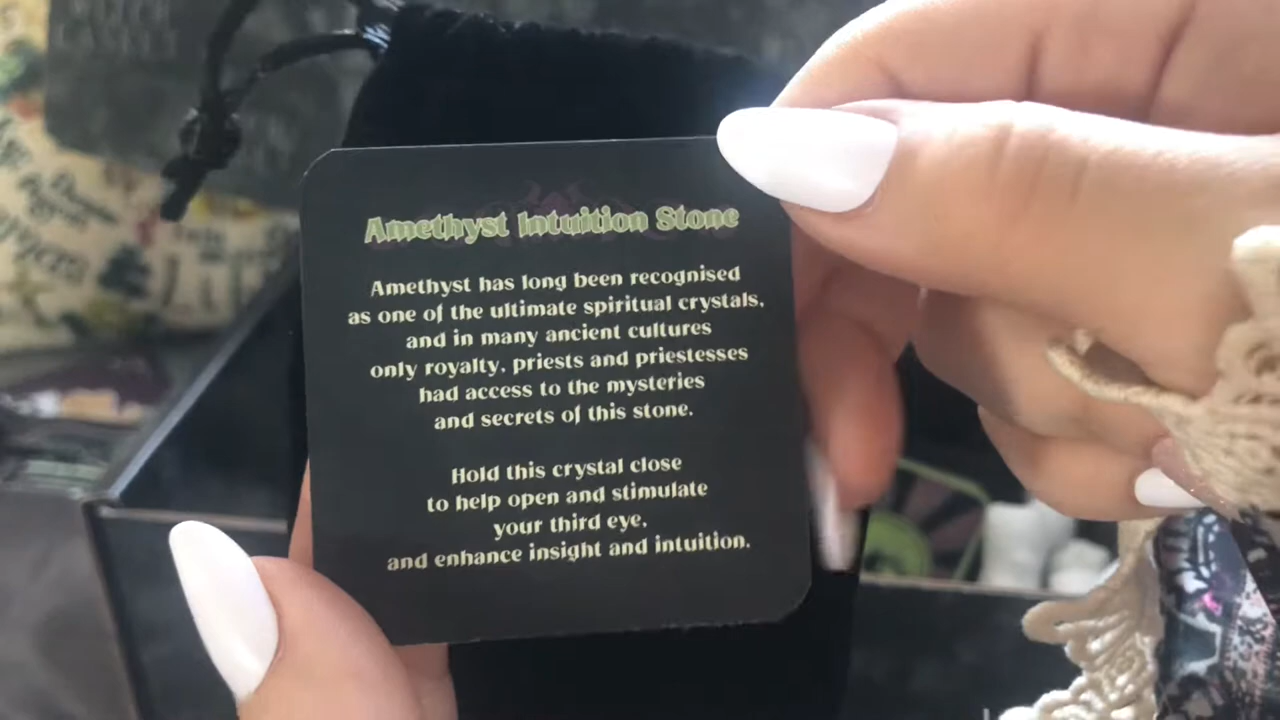 Amethyst Intuition Stone
Amethyst has long been recognised
as one of the ultimate spiritual crystals,
and in many ancient cultures
only royalty, priests and priestesses
had access to the mysteries
and secrets of this stone.
Hold this crystal close
to help open and stimulate
your third eye,
and enhance insight and intuition.